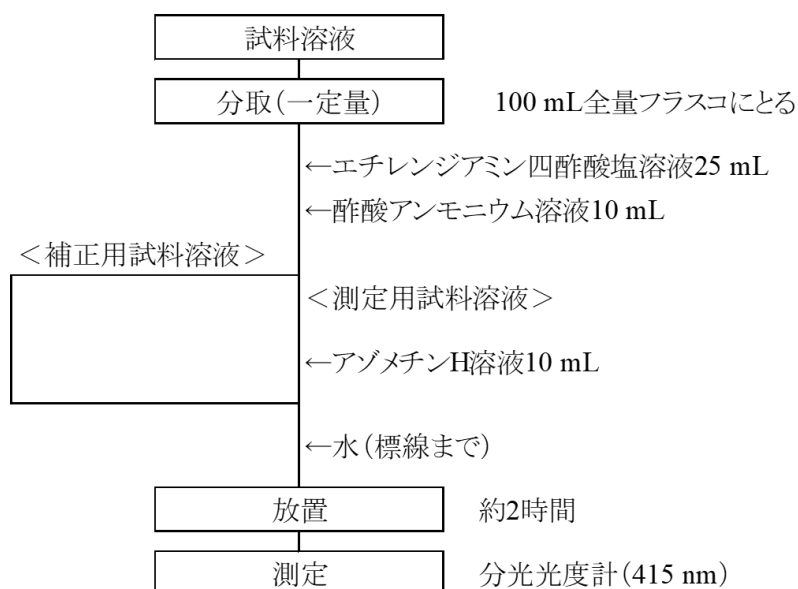 試料溶液
分取(一定量) 100 mL全量フラスコにとる
←エチレンジアミン四酢酸塩溶液25 mL
←酢酸アンモニウム溶液10 mL
<補正用試料溶液>
<測定用試料溶液>
←アゾメチンH溶液10 mL
←水(標線まで)
放置 約2時間
測定 分光光度計(415 nm)